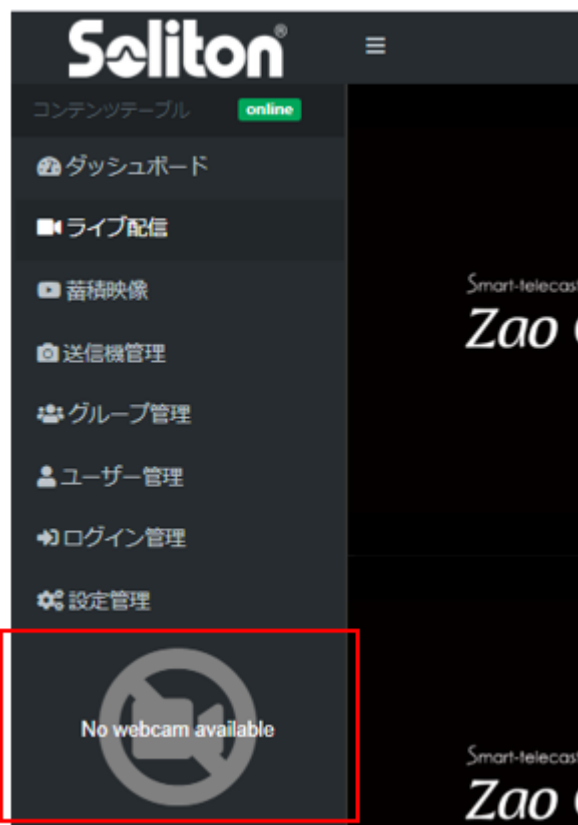 Soliton®
コンテンツテーブル online
ダッシュボード
ライブ配信
蓄積映像
送信機管理
グループ管理
ユーザー管理
ログイン管理
設定管理
No webcam available
Smart-telecast
Zao
Smart-telecast
Zao